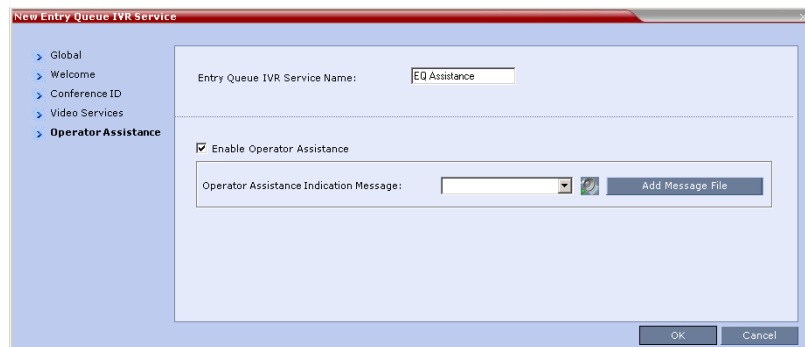 New Entry Queue IVR Service
Global
Welcome
Conference ID
Video Services
Operator Assistance
Entry Queue IVR Service Name: EQ Assistance
Enable Operator Assistance
Operator Assistance Indication Message: Add Message File
OK Cancel